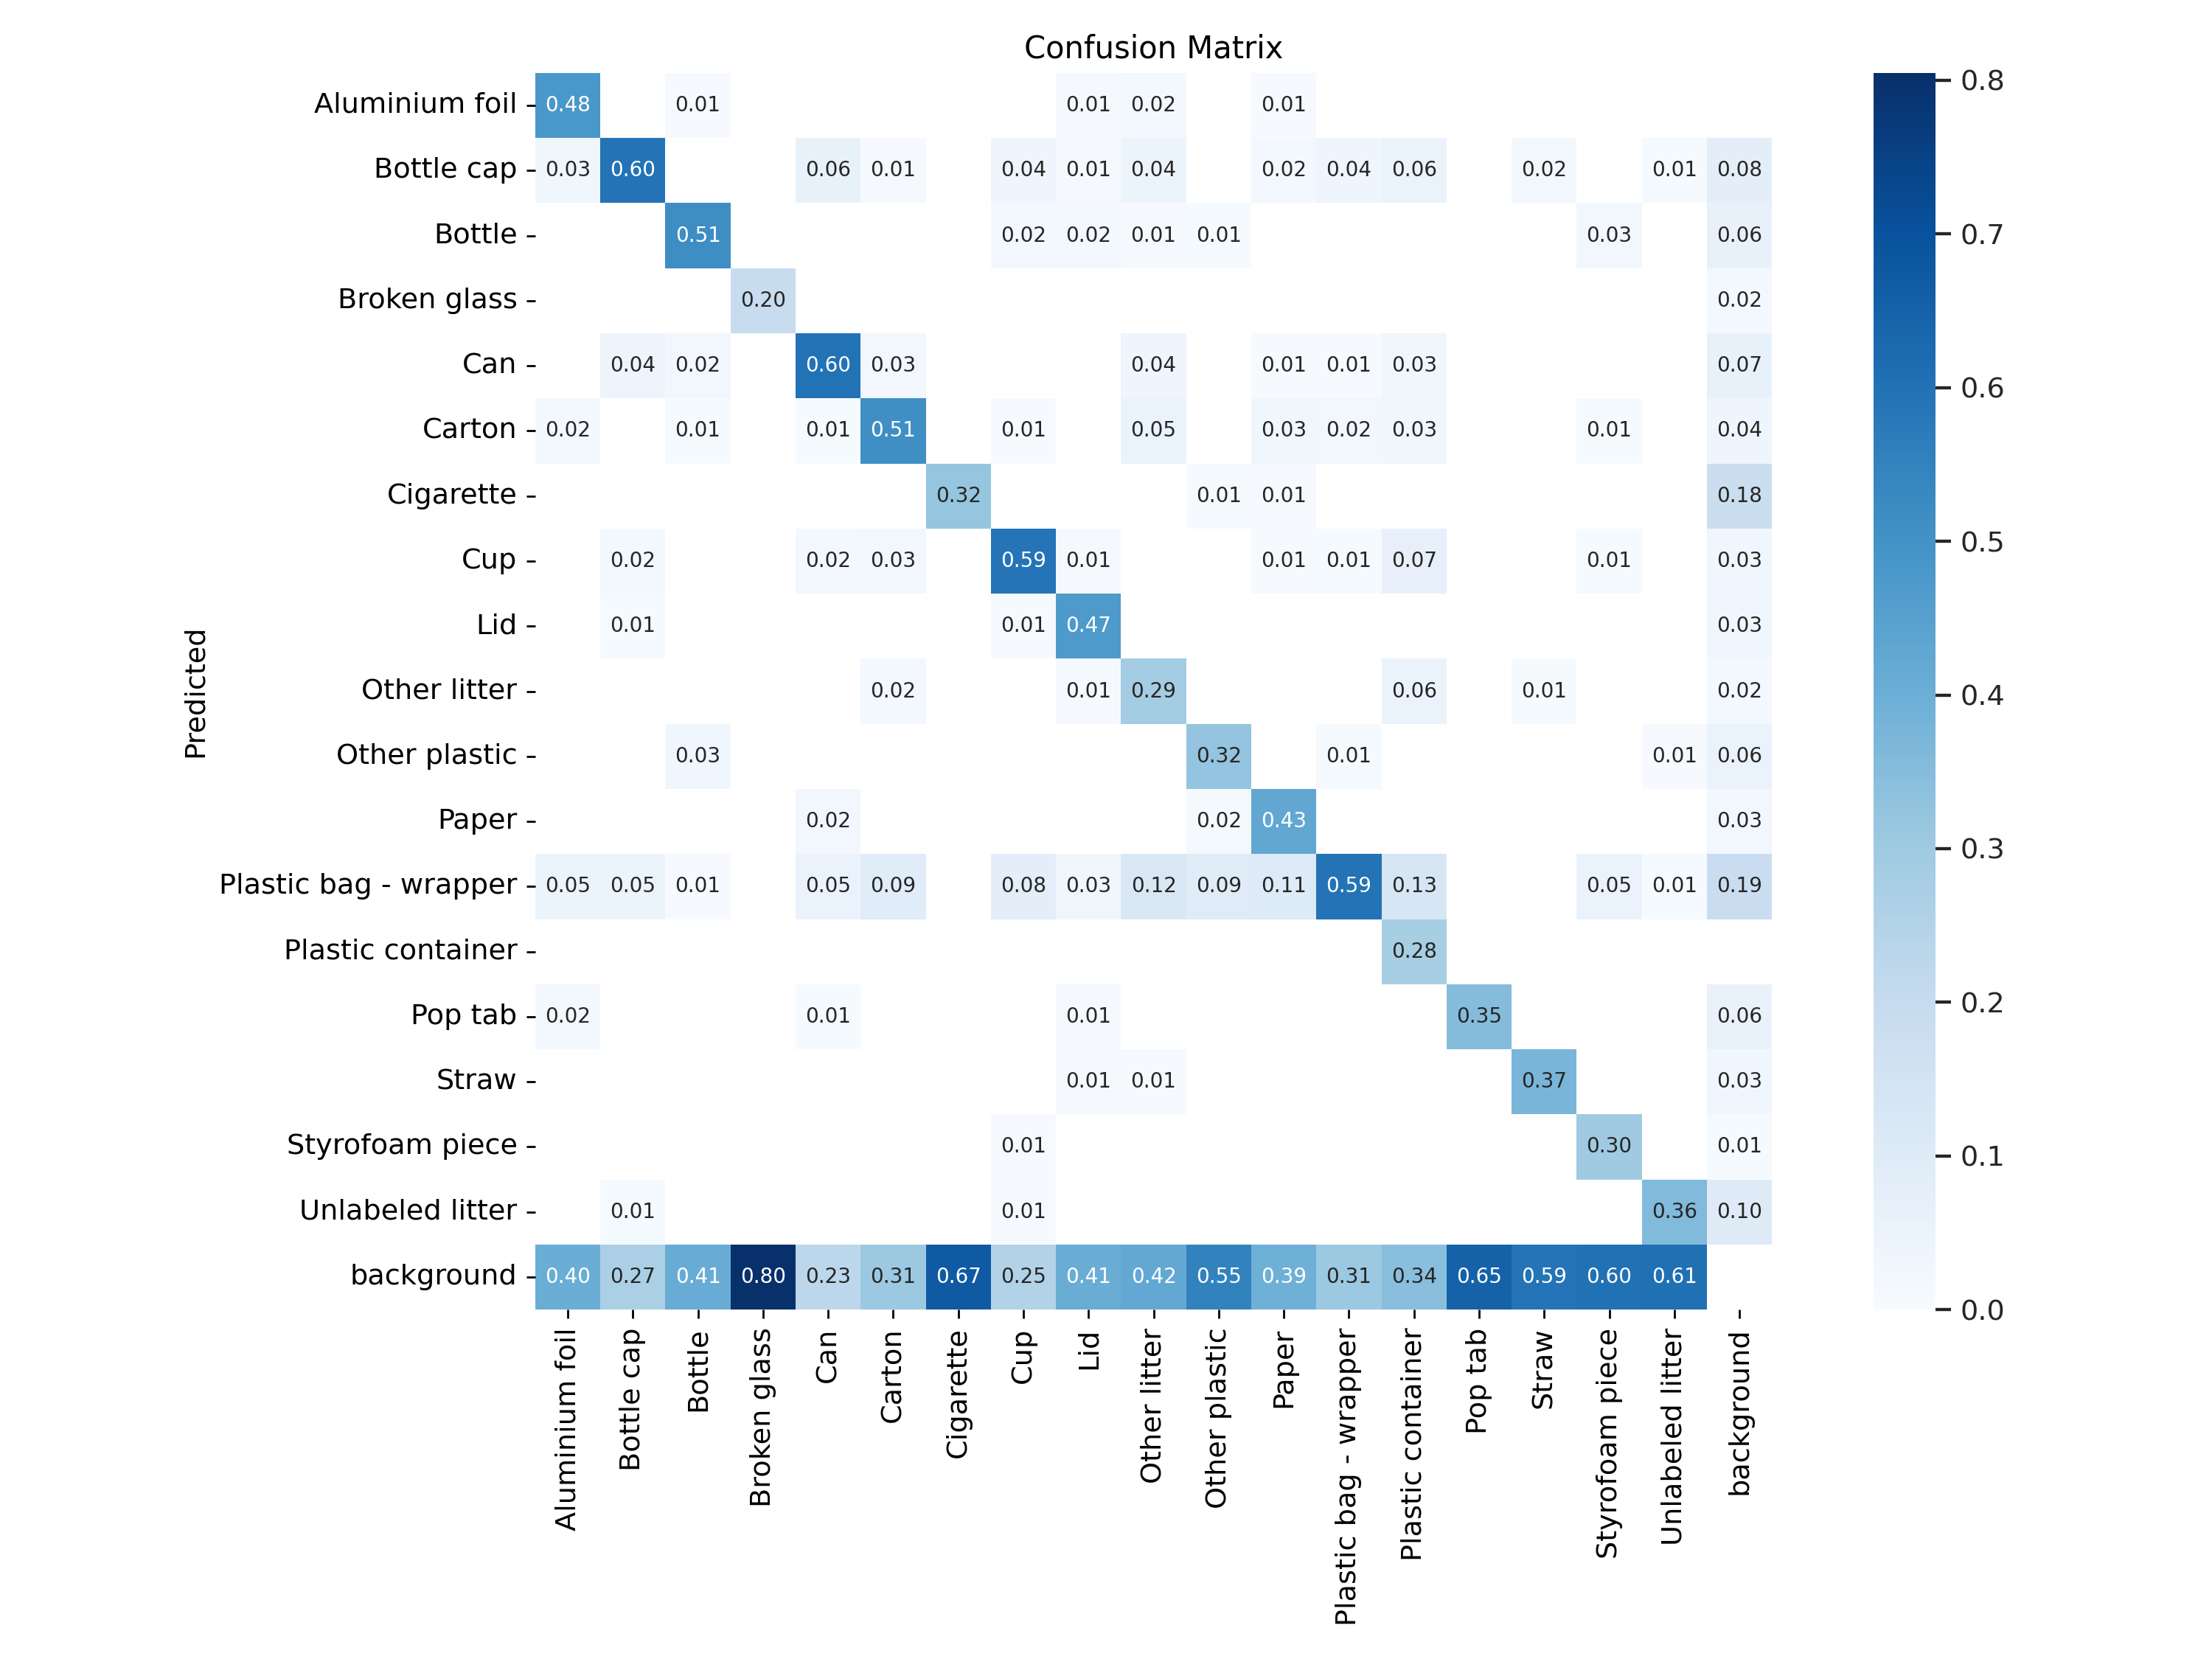 Confusion Matrix
Aluminium foil 0.48 0.01 0.01 0.02 0.01
Bottle cap 0.03 0.60 0.06 0.01 0.04 0.01 0.04 0.02 0.04 0.06 0.02 0.01 0.08
Bottle 0.51 0.02 0.02 0.01 0.01 0.03 0.06
Broken glass 0.20 0.02
Can 0.04 0.02 0.60 0.03 0.04 0.01 0.01 0.03 0.07
Carton 0.02 0.01 0.01 0.51 0.01 0.05 0.03 0.02 0.03 0.01 0.04
Cigarette 0.32 0.01 0.01 0.18
Cup 0.02 0.02 0.03 0.59 0.01 0.01 0.01 0.07 0.01 0.03
Lid 0.01 0.01 0.47 0.03
Other litter 0.02 0.01 0.29 0.06 0.01 0.02
Other plastic 0.03 0.32 0.01 0.01 0.06
Paper 0.02 0.02 0.43 0.03
Plastic bag - wrapper 0.05 0.05 0.01 0.05 0.09 0.08 0.03 0.12 0.09 0.11 0.59 0.13 0.05 0.01 0.19
Plastic container 0.28
Pop tab 0.02 0.01 0.01 0.35 0.06
Straw 0.01 0.01 0.37 0.03
Styrofoam piece 0.01 0.30 0.01
Unlabeled litter 0.01 0.01 0.36 0.10
background 0.40 0.27 0.41 0.80 0.23 0.31 0.67 0.25 0.41 0.42 0.55 0.39 0.31 0.34 0.65 0.59 0.60 0.61
Predicted
Aluminium foil
Bottle cap
Bottle
Broken glass
Can
Carton
Cigarette
Cup
Lid
Other litter
Other plastic
Paper
Plastic bag - wrapper
Plastic container
Pop tab
Straw
Styrofoam piece
Unlabeled litter
background
0.8
0.7
0.6
0.5
0.4
0.3
0.2
0.1
0.0